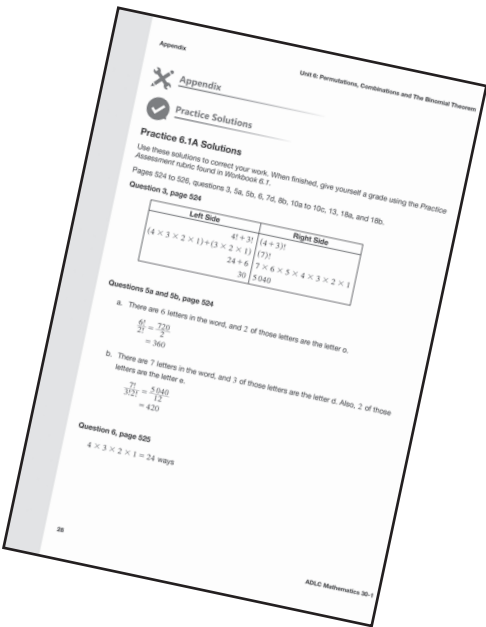 Appendix
Unit 6: Permutations, Combinations and The Binomial Theorem
Appendix
Practice Solutions
Practice 6.1A Solutions
Use these solutions to correct your work. When finished, give yourself a grade using the Practice
Assessment rubric found in Workbook 6.1.
Pages 524 to 526, questions 3, 5a, 5b, 6, 7d, 8b, 10a to 10c, 13, 18a, and 18b.
Question 3, page 524
Left Side Right Side
4!+3! (4+3)!
(4 × 3 × 2 × 1)+(3 × 2 × 1) (7)!
24+6 7 × 6 × 5 × 4 × 3 × 2 × 1
30 5 040
Questions 5a and 5b, page 524
a. There are 6 letters in the word, and 2 of those letters are the letter o.
6!/2! = 720/2
= 360
b. There are 7 letters in the word, and 3 of those letters are the letter d. Also, 2 of those
letters are the letter e.
7!/3!2! = 5 040/12
= 420
Question 6, page 525
4 × 3 × 2 × 1 = 24 ways
26
ADLC Mathematics 30-1